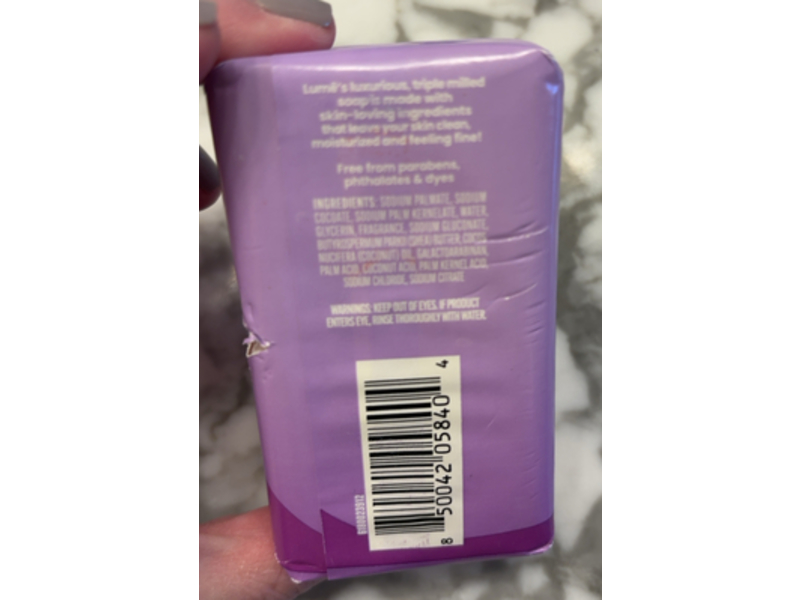 Lumē's luxurious, triple milled
soap is made with
skin-loving ingredients
that leave your skin clean,
moisturized and feeling fine!
Free from parabens,
phthalates & dyes
INGREDIENTS: SODIUM PALMATE, SODIUM
COCOATE, SODIUM PALM KERNELATE, WATER,
GLYCERIN, FRAGRANCE, SODIUM GLUCONATE,
BUTYROSPERMUM PARKII (SHEA) BUTTER, COCOS
NUCIFERA (COCONUT) OIL, GALACTOARABINAN,
PALM ACID, COCONUT ACID, PALM KERNEL ACID,
SODIUM CHLORIDE, SODIUM CITRATE
WARNINGS: KEEP OUT OF EYES. IF PRODUCT
ENTERS EYE, RINSE THOROUGHLY WITH WATER.
8 50042 05840 4